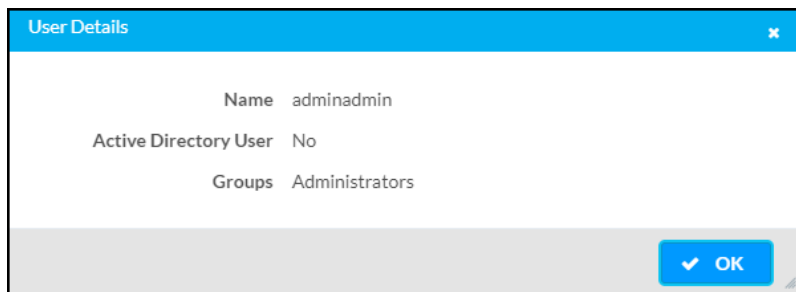 User Details
Name adminadmin
Active Directory User No
Groups Administrators
OK